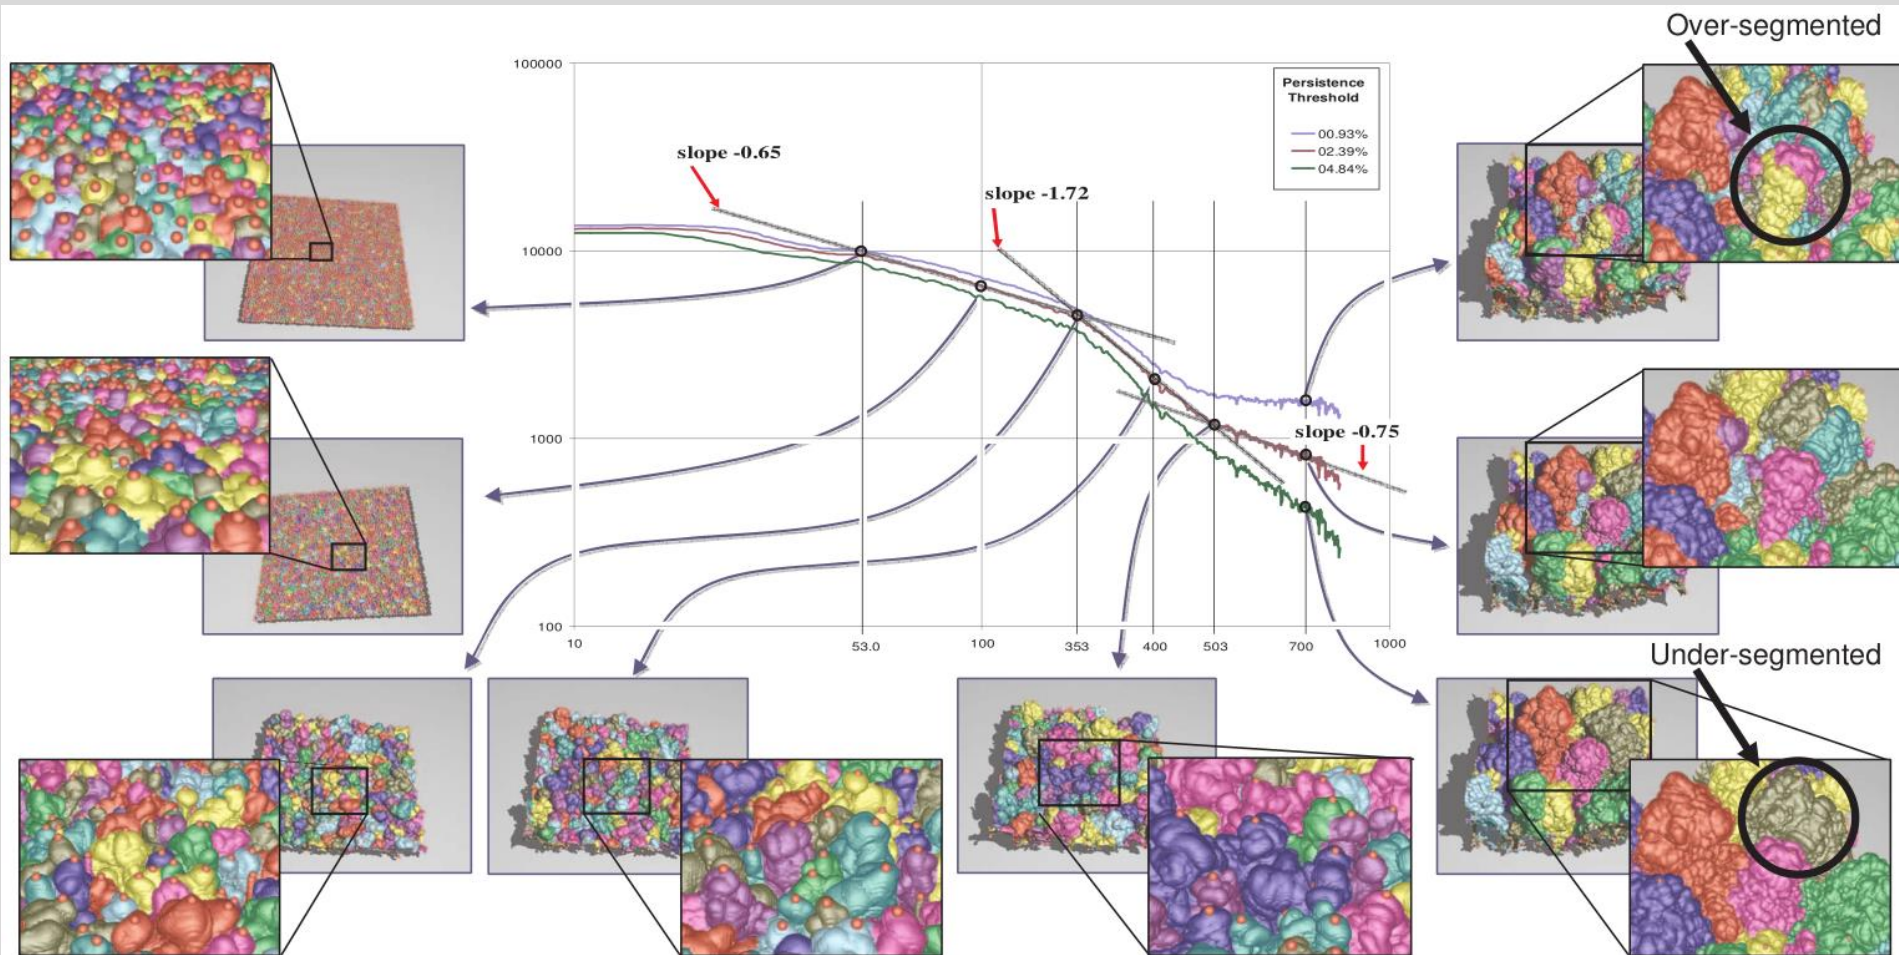 Over-segmented
100000
Persistence
Threshold
00.93%
02.39%
04.84%
slope -0.65
slope -1.72
10000
1000
slope -0.75
100
10
53.0
100
353
400
503
700
1000
Under-segmented